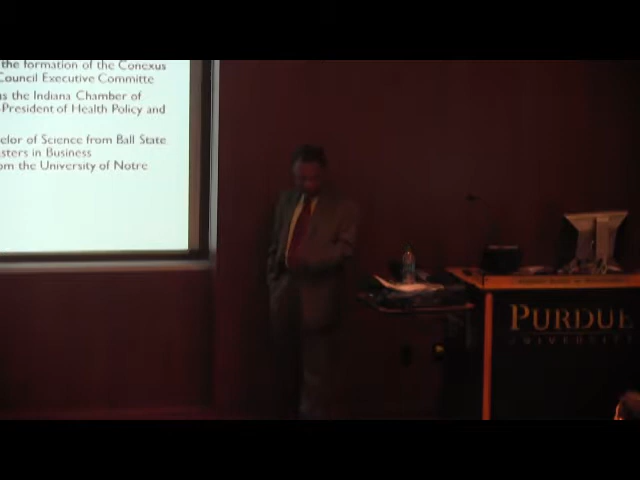 the formation of the Conexus
Council Executive Committe
as the Indiana Chamber of
-President of Health Policy and
elor of Science from Ball State
sters in Business
om the University of Notre
PURDUE
UNIVERSITY